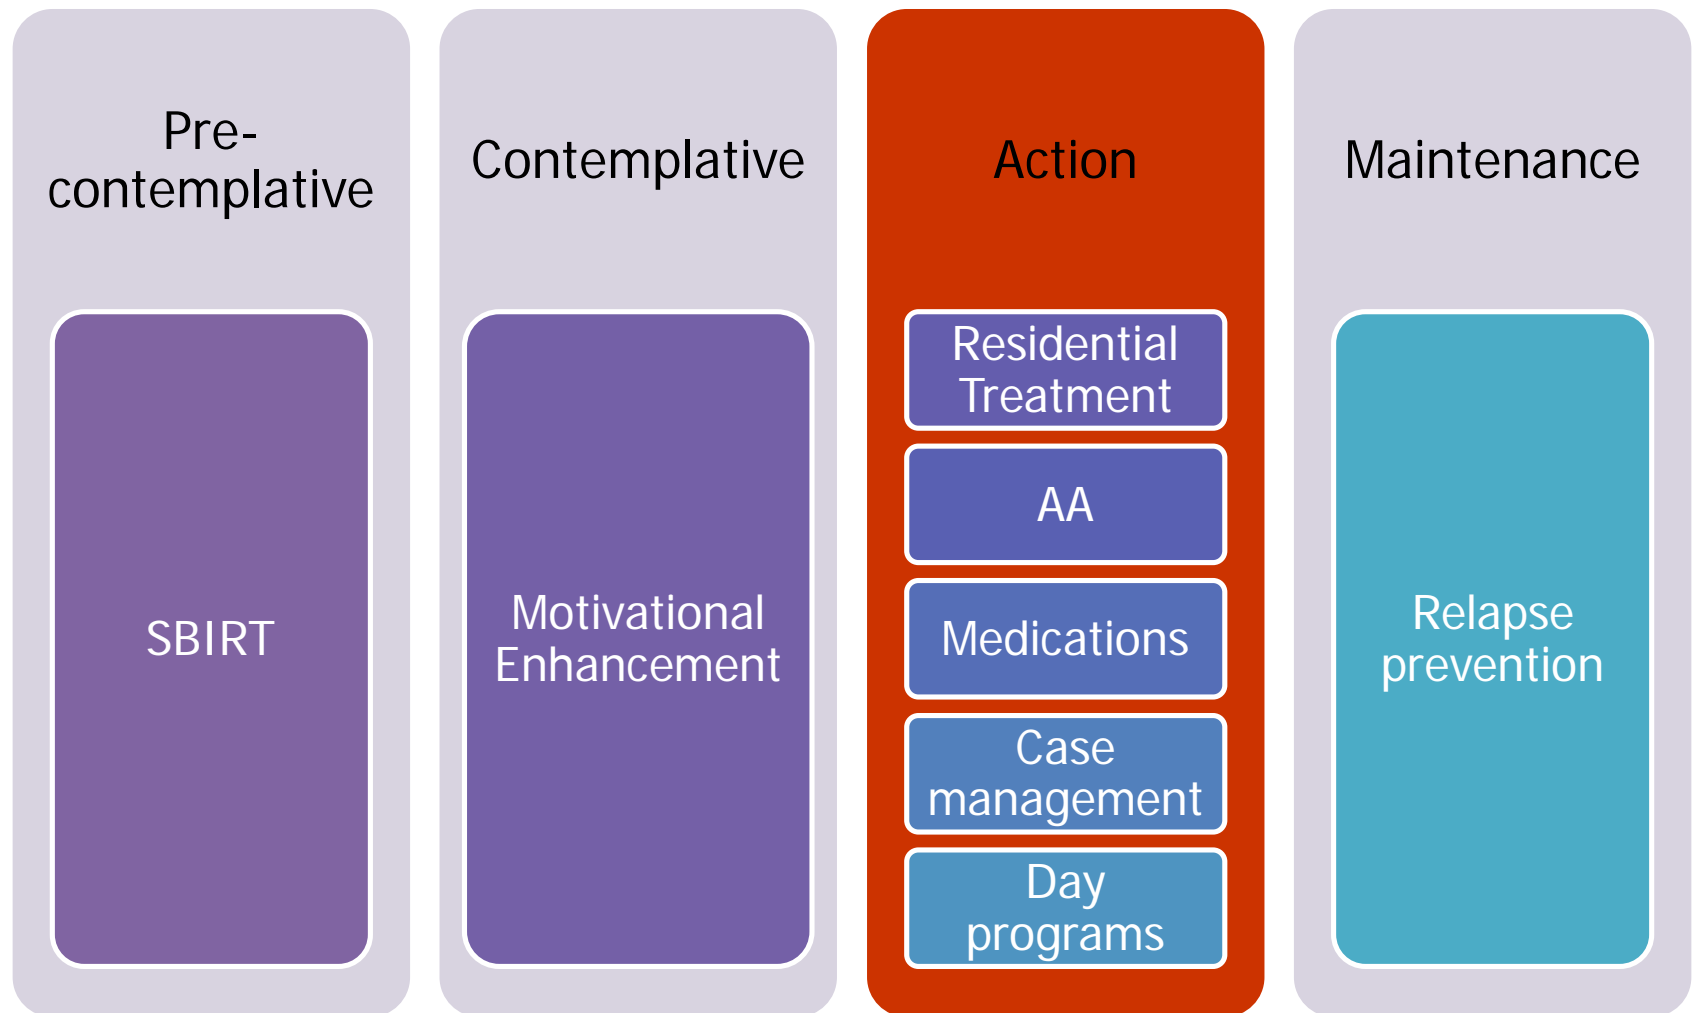 Pre-
contemplative
SBIRT
Contemplative
Motivational
Enhancement
Action
Residential
Treatment
AA
Medications
Case
management
Day
programs
Maintenance
Relapse
prevention